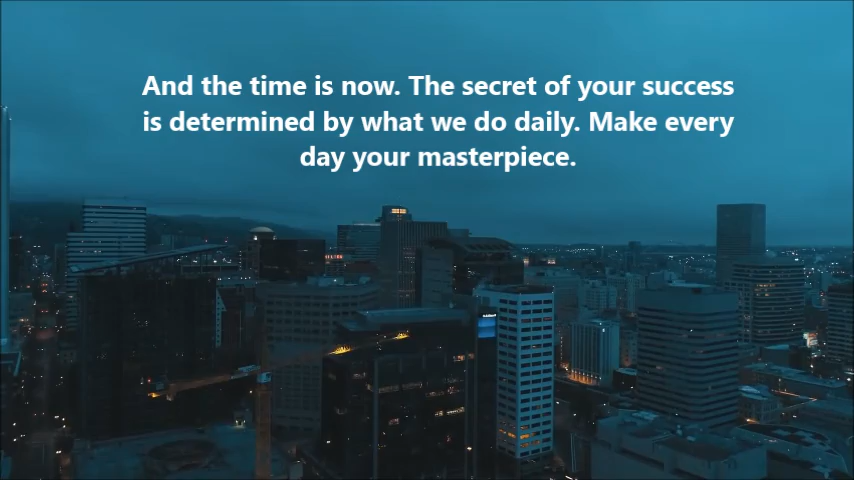 And the time is now. The secret of your success
is determined by what we do daily. Make every
day your masterpiece.